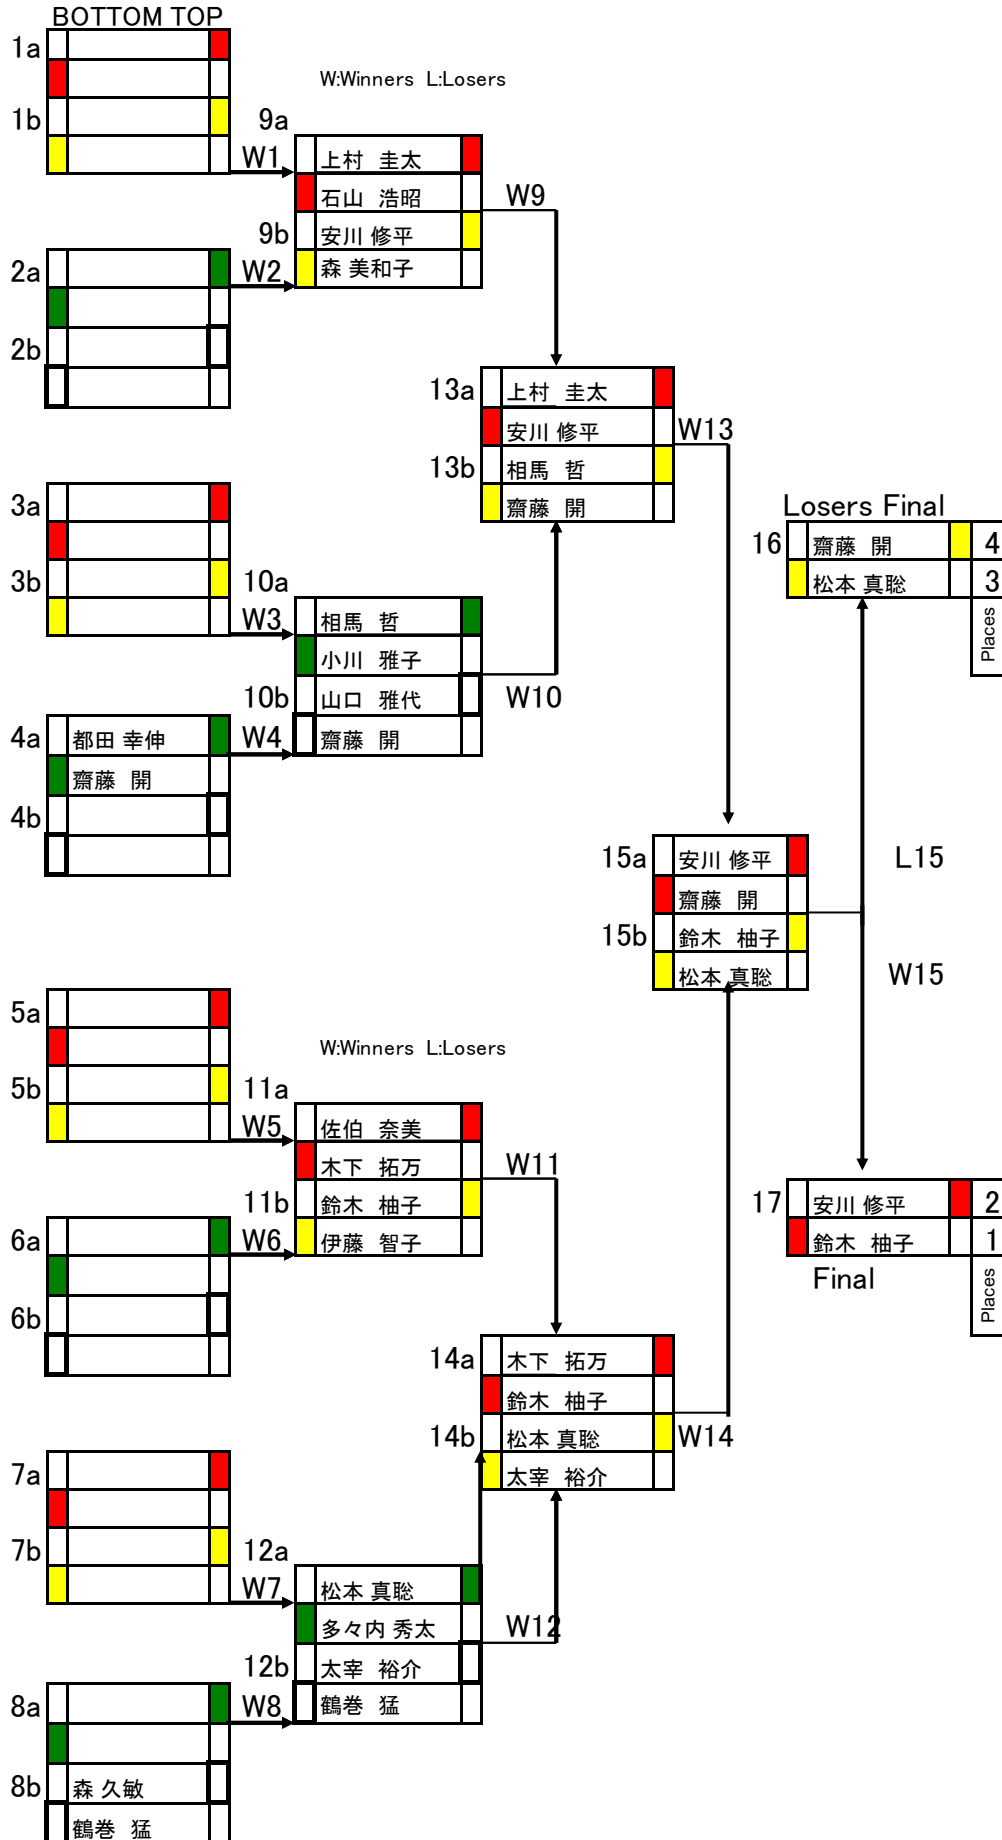 BOTTOM TOP
1a
1b
W:Winners L:Losers
9a
W1
上村 圭太
石山 浩昭
W9
9b
安川 修平
森 美和子
2a
W2
2b
13a
上村 圭太
安川 修平
W13
13b
相馬 哲
齋藤 開
3a
3b
10a
W3
相馬 哲
小川 雅子
10b
山口 雅代
W10
齋藤 開
4a
都田 幸伸
W4
齋藤 開
4b
Losers Final
16
齋藤 開
4
松本 真聡
3
Places
15a
安川 修平
L15
齋藤 開
15b
鈴木 柚子
松本 真聡
W15
5a
5b
W:Winners L:Losers
11a
W5
佐伯 奈美
木下 拓万
W11
11b
鈴木 柚子
伊藤 智子
6a
W6
6b
17
安川 修平
2
鈴木 柚子
1
Final
Places
14a
木下 拓万
鈴木 柚子
14b
松本 真聡
W14
太宰 裕介
7a
7b
12a
W7
松本 真聡
多々内 秀太
W12
12b
太宰 裕介
鶴巻 猛
8a
W8
8b
森 久敏
鶴巻 猛